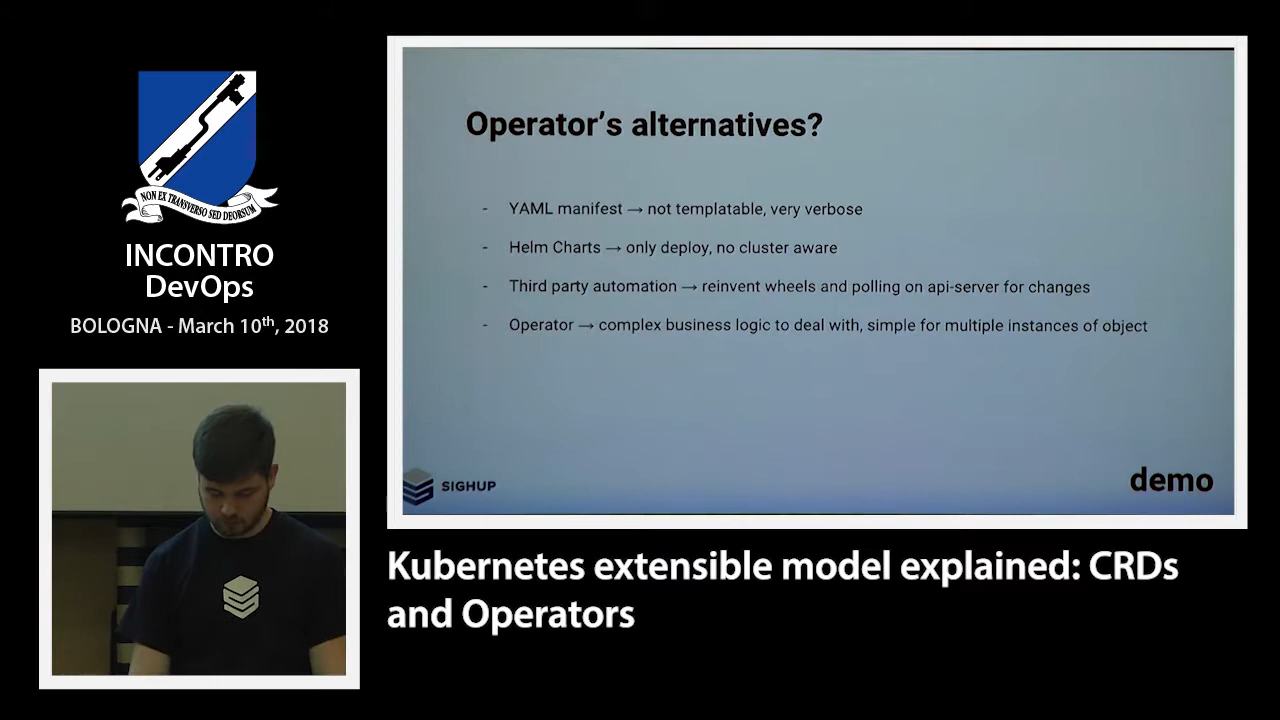 NON EX TRANSVERSO SED DEORSUM
INCONTRO
DevOps
BOLOGNA - March 10th, 2018
Operator’s alternatives?
- YAML manifest → not templatable, very verbose
- Helm Charts → only deploy, no cluster aware
- Third party automation → reinvent wheels and polling on api-server for changes
- Operator → complex business logic to deal with, simple for multiple instances of object
SIGHUP
demo
Kubernetes extensible model explained: CRDs
and Operators